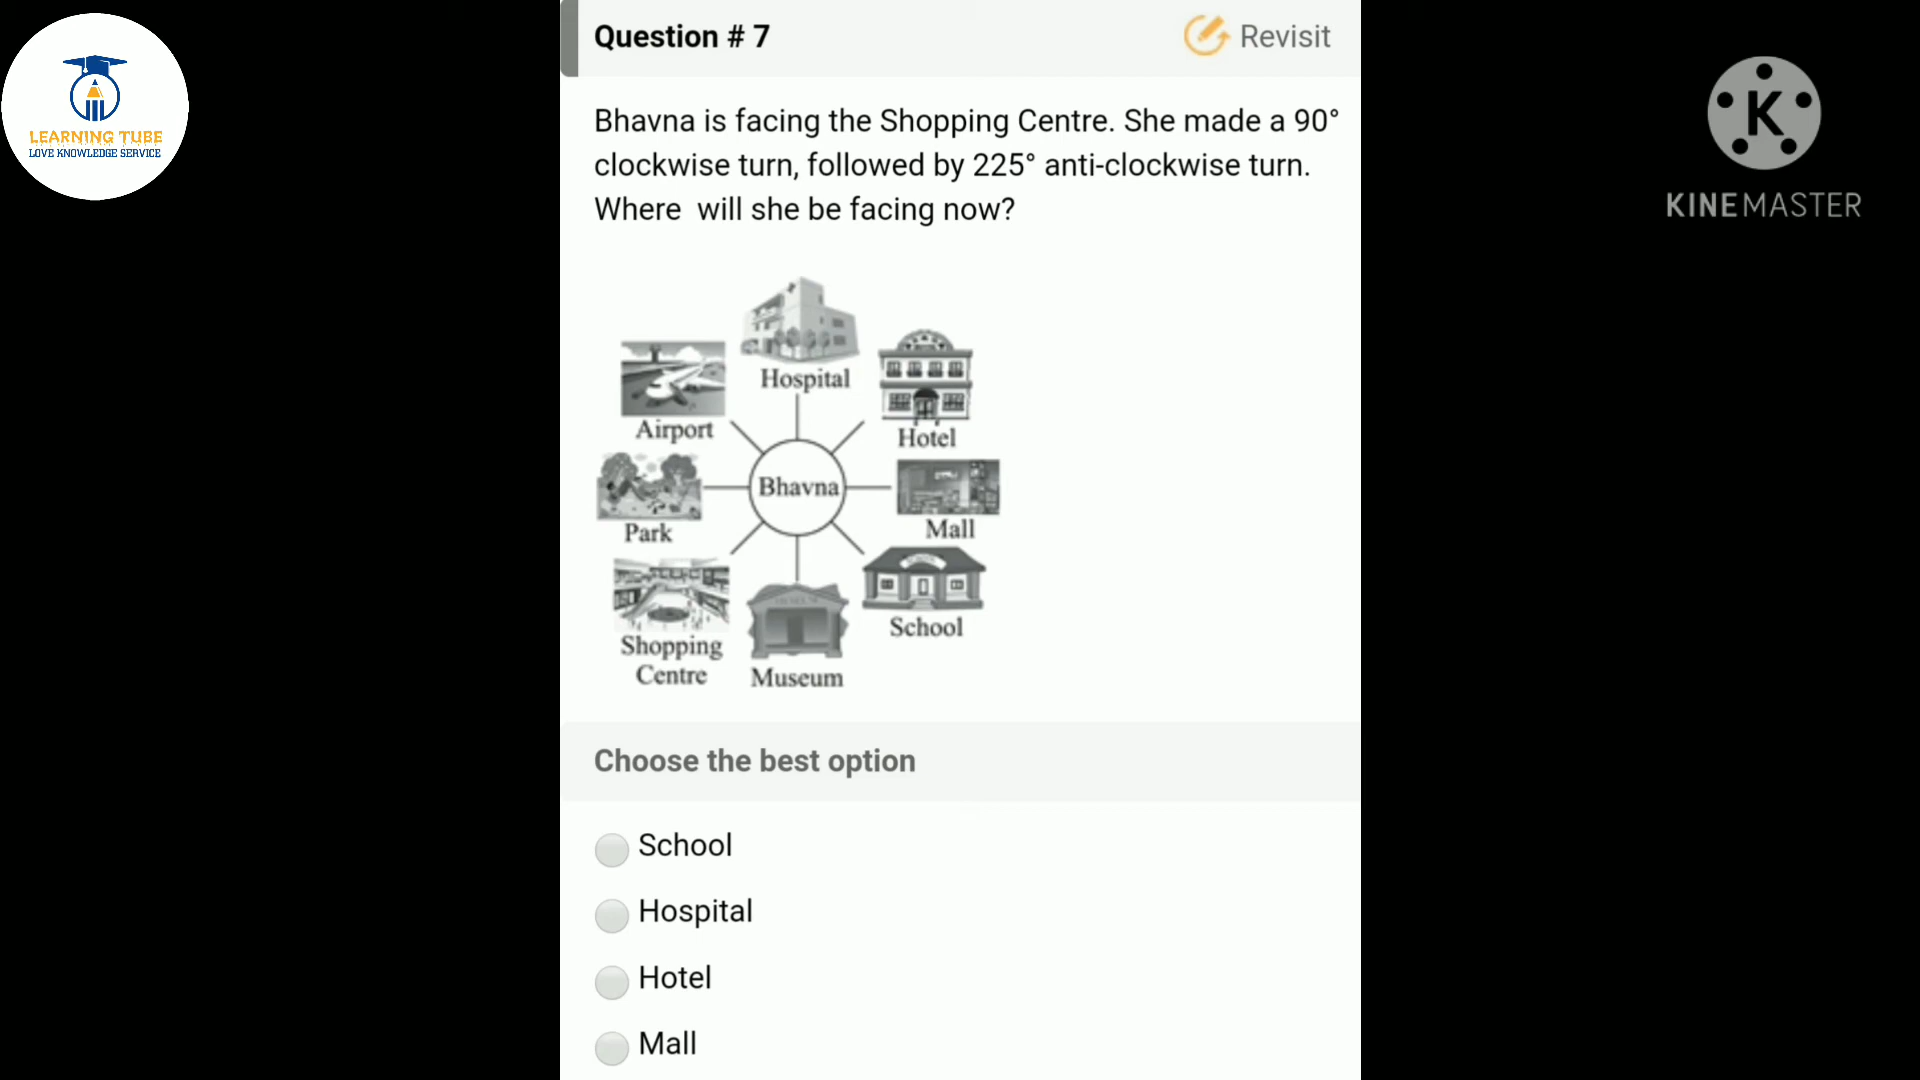 LEARNING TUBE
LOVE KNOWLEDGE SERVICE
Question # 7
Revisit
K
KINEMASTER
Bhavna is facing the Shopping Centre. She made a 90°
clockwise turn, followed by 225° anti-clockwise turn.
Where  will she be facing now?
Hospital
Airport
Hotel
Bhavna
Park
Mall
School
Shopping
Centre
Museum
Choose the best option
School
Hospital
Hotel
Mall